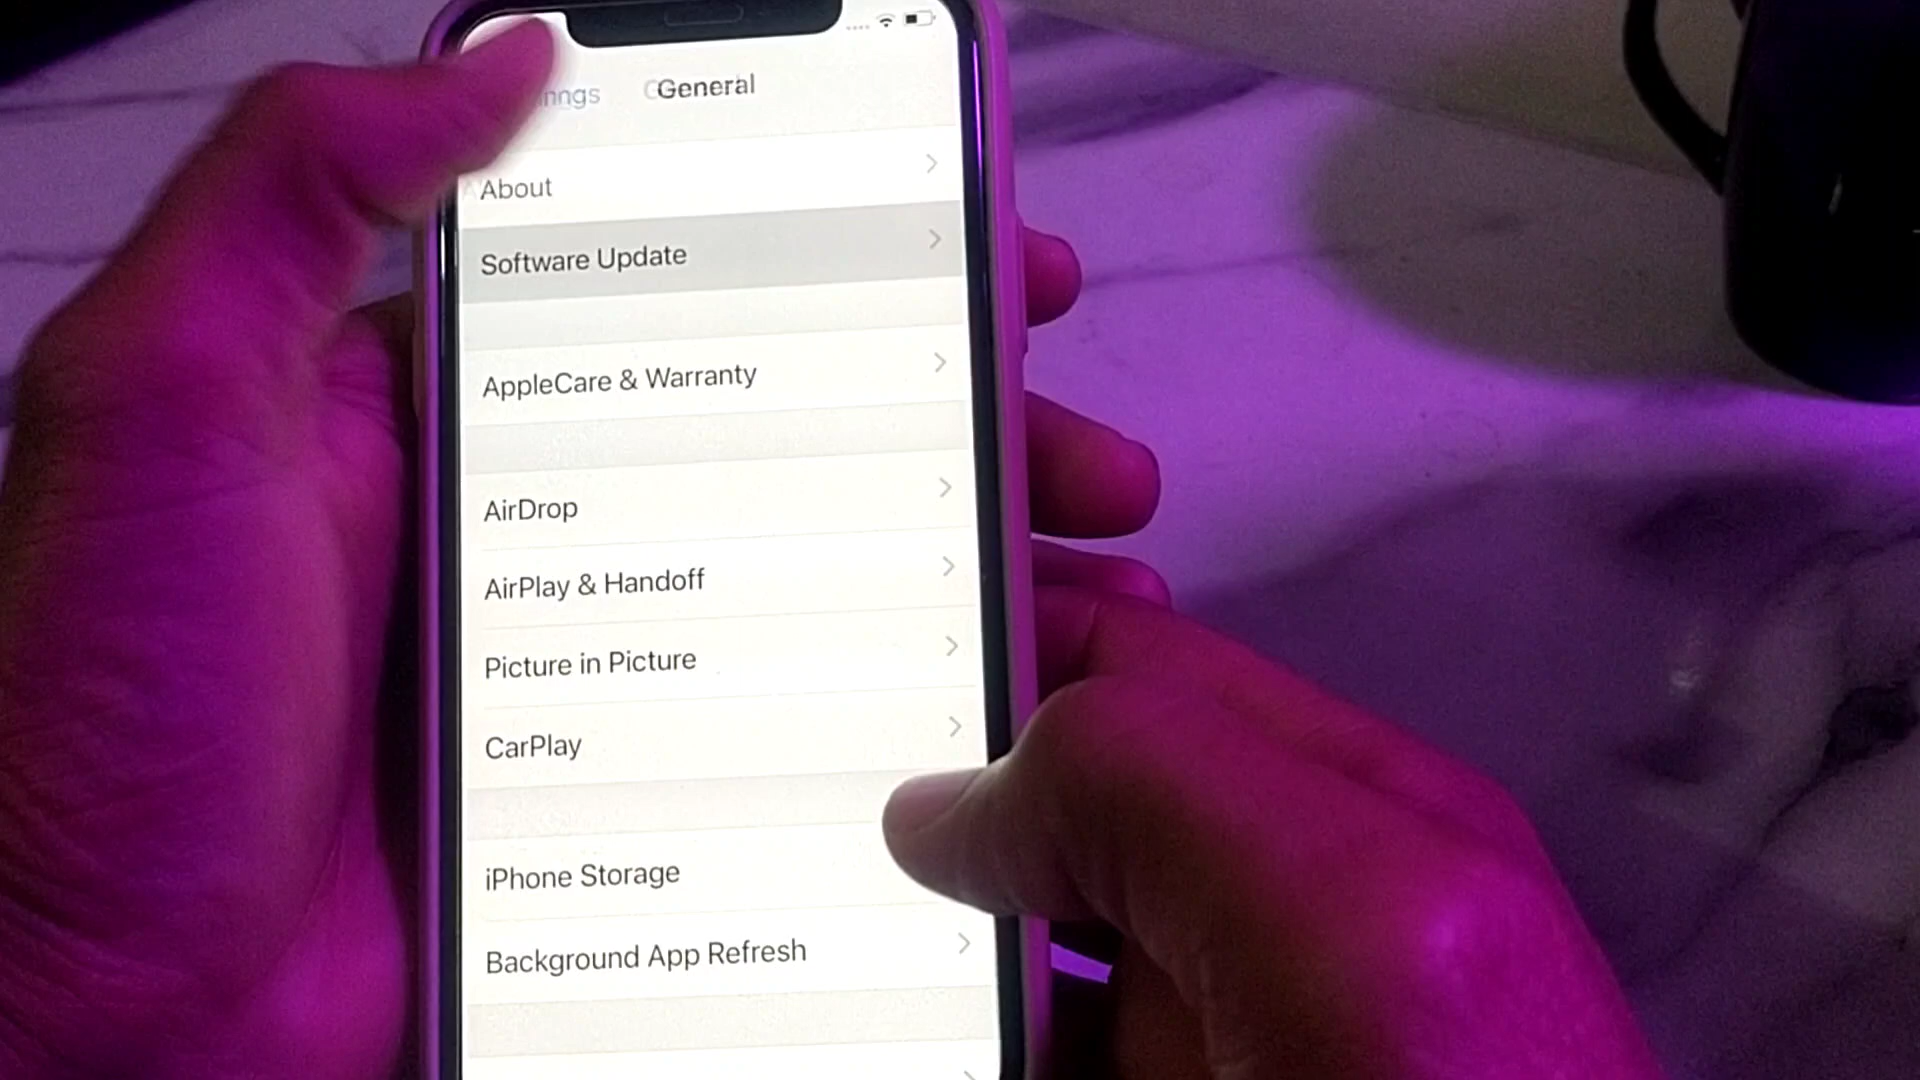 General
About
Software Update
AppleCare & Warranty
AirDrop
AirPlay & Handoff
Picture in Picture
CarPlay
iPhone Storage
Background App Refresh